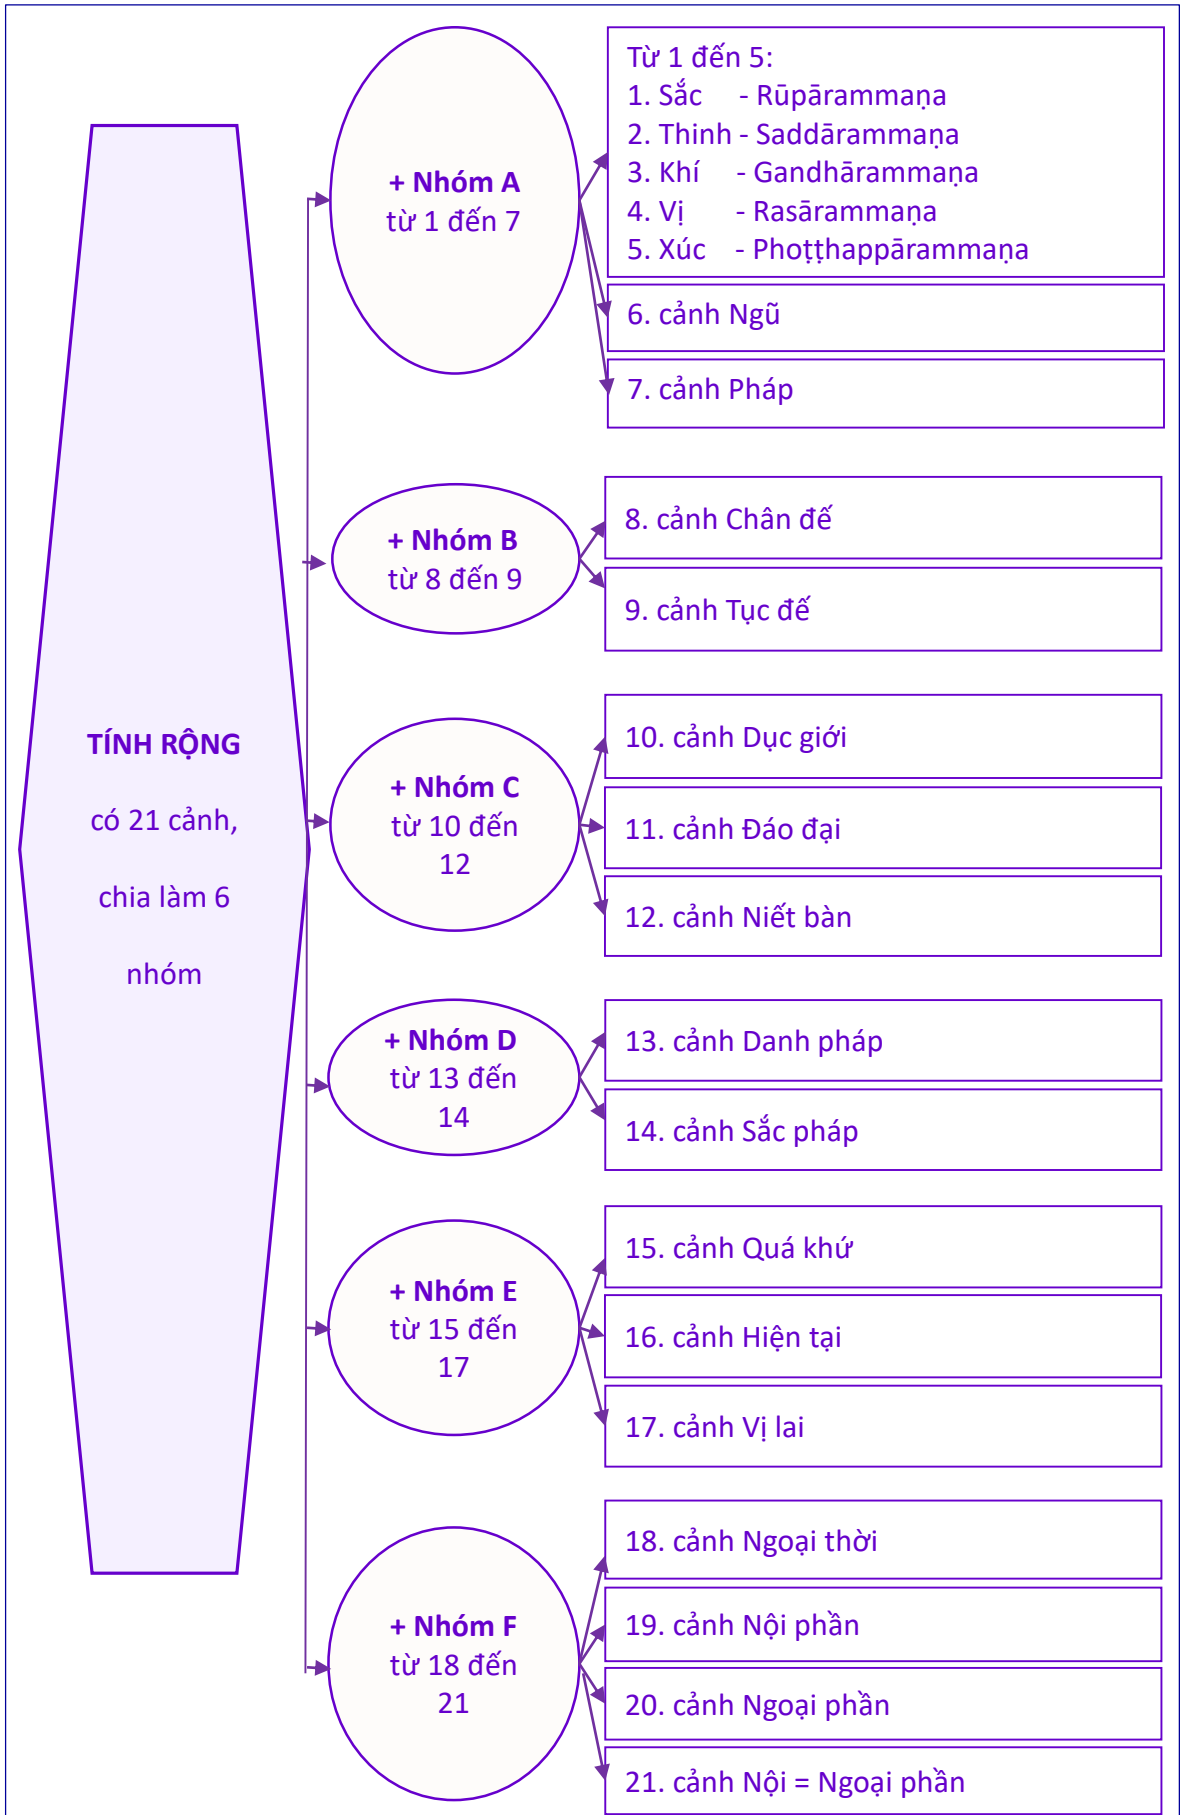 TÍNH RỘNG
có 21 cảnh,
chia làm 6
nhóm
+ Nhóm A
từ 1 đến 7
Từ 1 đến 5:
1. Sắc - Rūpārammaṇa
2. Thinh - Saddārammaṇa
3. Khí - Gandhārammaṇa
4. Vị - Rasārammaṇa
5. Xúc - Phoṭṭhappārammaṇa
6. cảnh Ngũ
7. cảnh Pháp
+ Nhóm B
từ 8 đến 9
8. cảnh Chân đế
9. cảnh Tục đế
+ Nhóm C
từ 10 đến
12
10. cảnh Dục giới
11. cảnh Đáo đại
12. cảnh Niết bàn
+ Nhóm D
từ 13 đến
14
13. cảnh Danh pháp
14. cảnh Sắc pháp
+ Nhóm E
từ 15 đến
17
15. cảnh Quá khứ
16. cảnh Hiện tại
17. cảnh Vị lai
+ Nhóm F
từ 18 đến
21
18. cảnh Ngoại thời
19. cảnh Nội phần
20. cảnh Ngoại phần
21. cảnh Nội = Ngoại phần